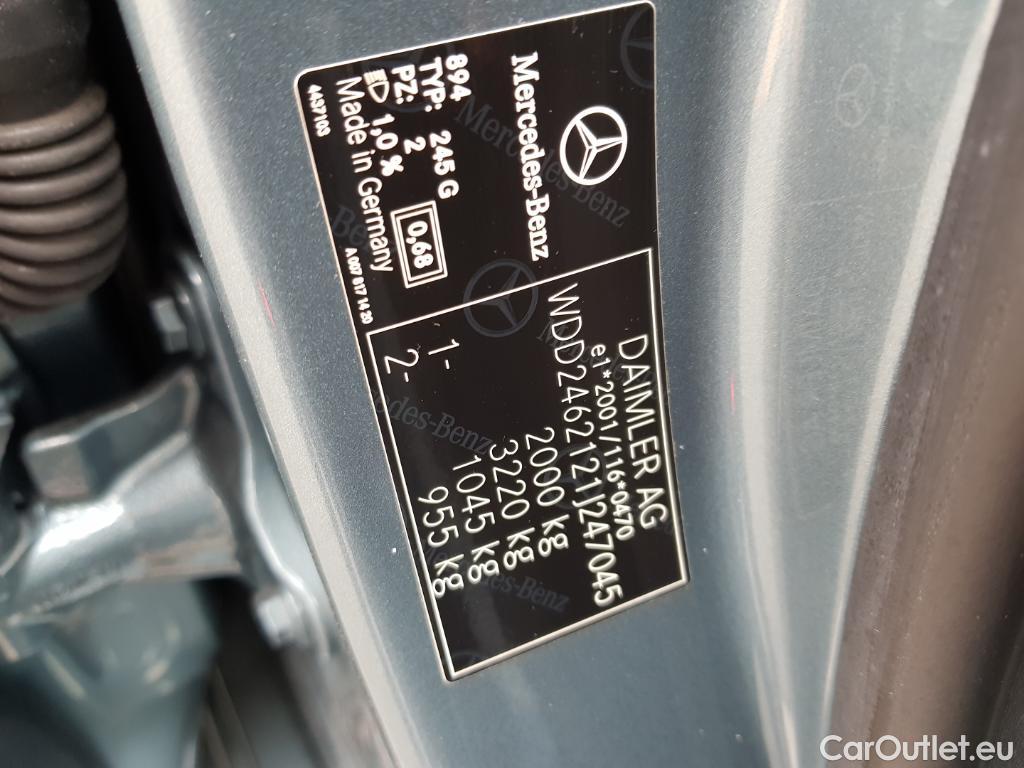 Mercedes-Benz
894
TYP: 245 G
PZ: 2
1,0 %
0,68
Made in Germany
4437103
A 007 817 14 20
DAIMLER AG
e1*2001/116*0470
WDD2462121J247045
2000 kg
3220 kg
1- 1045 kg
2- 955 kg
CarOutlet.eu